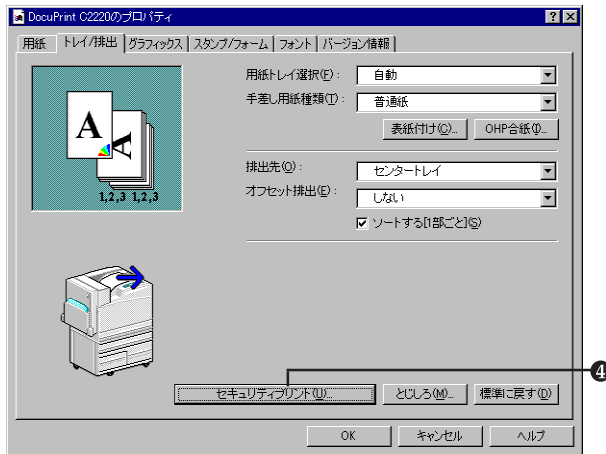 DocuPrint C2220のプロパティ
用紙 トレイ/排出 グラフィックス スタンプ/フォーム フォント バージョン情報
用紙トレイ選択(F): 自動
手差し用紙種類(T): 普通紙
表紙付け(C)... OHP合紙(I)...
A A
1,2,3 1,2,3
排出先(O): センタートレイ
オフセット排出(E): しない
ソートする[1部ごと](S)
セキュリティプリント(U)... とじしろ(M)... 標準に戻す(D)
❹
OK キャンセル ヘルプ